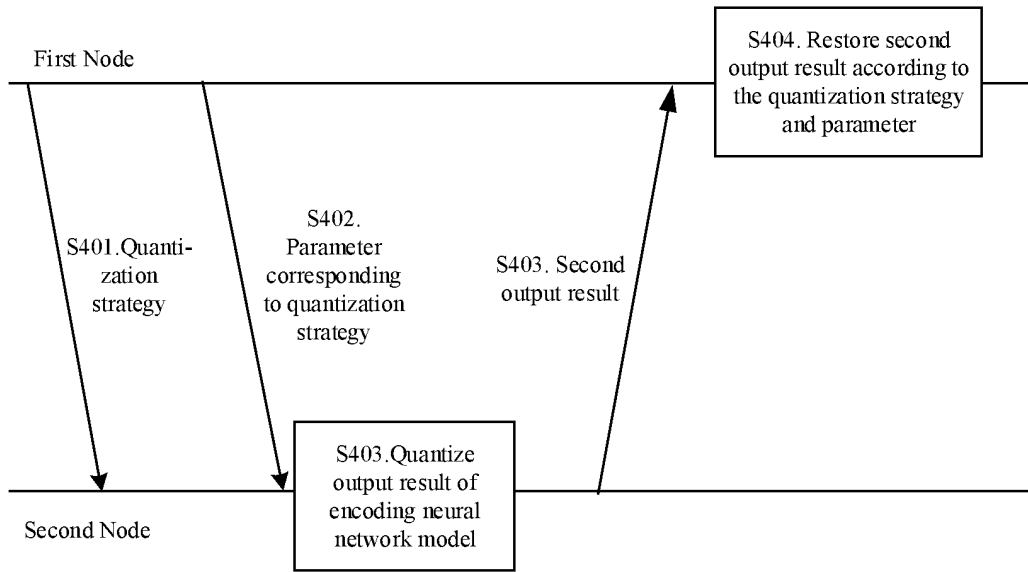 First Node
S404. Restore second
output result according to
the quantization strategy
and parameter
S401.Quanti-
zation
strategy
S402.
Parameter
corresponding
to quantization
strategy
S403. Second
output result
S403.Quantize
output result of
encoding neural
network model
Second Node